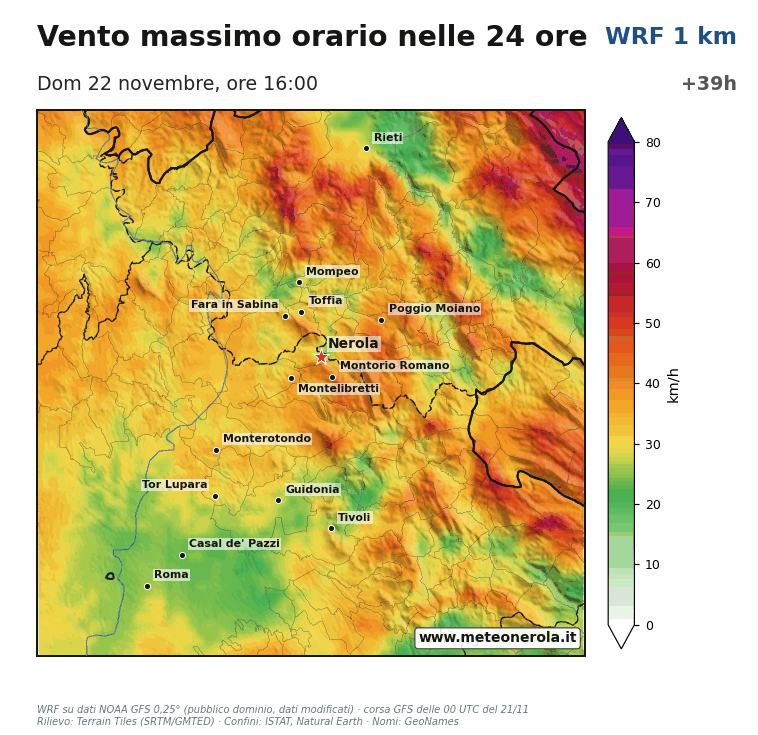 Vento massimo orario nelle 24 ore WRF 1 km
Dom 22 novembre, ore 16:00 +39h
Rieti
Mompeo
Toffia
Fara in Sabina
Poggio Moiano
Nerola
Montorio Romano
Montelibretti
Monterotondo
Tor Lupara
Guidonia
Tivoli
Casal de' Pazzi
Roma
www.meteonerola.it
80
70
60
50
40
30
20
10
0
km/h
WRF su dati NOAA GFS 0,25° (pubblico dominio, dati modificati) · corsa GFS delle 00 UTC del 21/11
Rilievo: Terrain Tiles (SRTM/GMTED) · Confini: ISTAT, Natural Earth · Nomi: GeoNames